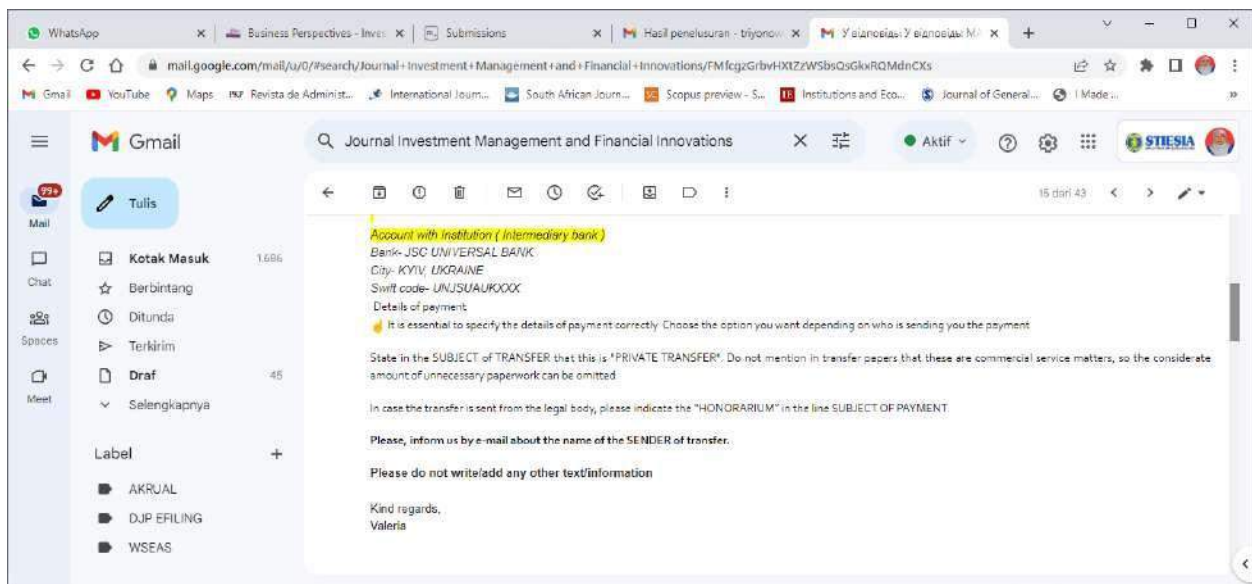 WhatsApp
Business Perspectives - Inves
Submissions
Hasil penelusuran - triyonow
У відповідь: У відповідь: MA
mail.google.com/mail/u/0/#search/Journal+Investment+Management+and+Financial+Innovations/FMfcgzGrbvHXtZzWSbsQsGkxRQMdnCXs
Gmail
YouTube
Maps
Revista de Administ...
International Journ...
South African Journ...
Scopus preview - S...
Institutions and Eco...
Journal of General...
I Made ...
Gmail
Journal Investment Management and Financial Innovations
Aktif
STIESIA
99+
Mail
Chat
Spaces
Meet
Tulis
Kotak Masuk 1.686
Berbintang
Ditunda
Terkirim
Draf 45
Selengkapnya
Label
AKRUAL
DJP EFILING
WSEAS
15 dari 43
Account with Institution ( Intermediary bank )
Bank- JSC UNIVERSAL BANK
City- KYIV, UKRAINE
Swift code- UNJSUAUKXXX
Details of payment
☝ It is essential to specify the details of payment correctly Choose the option you want depending on who is sending you the payment
State in the SUBJECT of TRANSFER that this is "PRIVATE TRANSFER". Do not mention in transfer papers that these are commercial service matters, so the considerate
amount of unnecessary paperwork can be omitted
In case the transfer is sent from the legal body, please indicate the "HONORARIUM" in the line SUBJECT OF PAYMENT.
Please, inform us by e-mail about the name of the SENDER of transfer.
Please do not write/add any other text/information
Kind regards,
Valeria